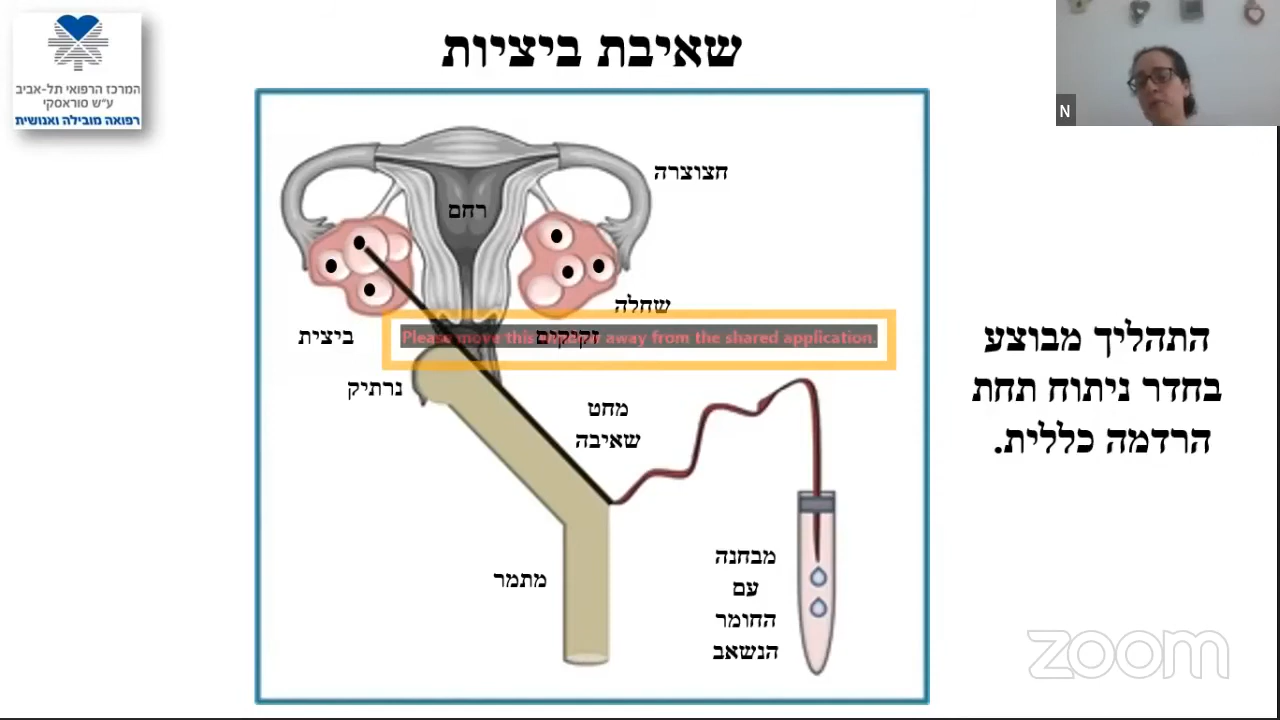 שאיבת ביציות
המרכז הרפואי תל-אביב
ע״ש סוראסקי
רפואה מובילה ואנושית
N
חצוצרה
רחם
שחלה
ביצית
זקיקים
Please move this window away from the shared application.
נרתיק
מחט
שאיבה
מתמר
מבחנה
עם
החומר
הנשאב
התהליך מבוצע
בחדר ניתוח תחת
הרדמה כללית.
zoom